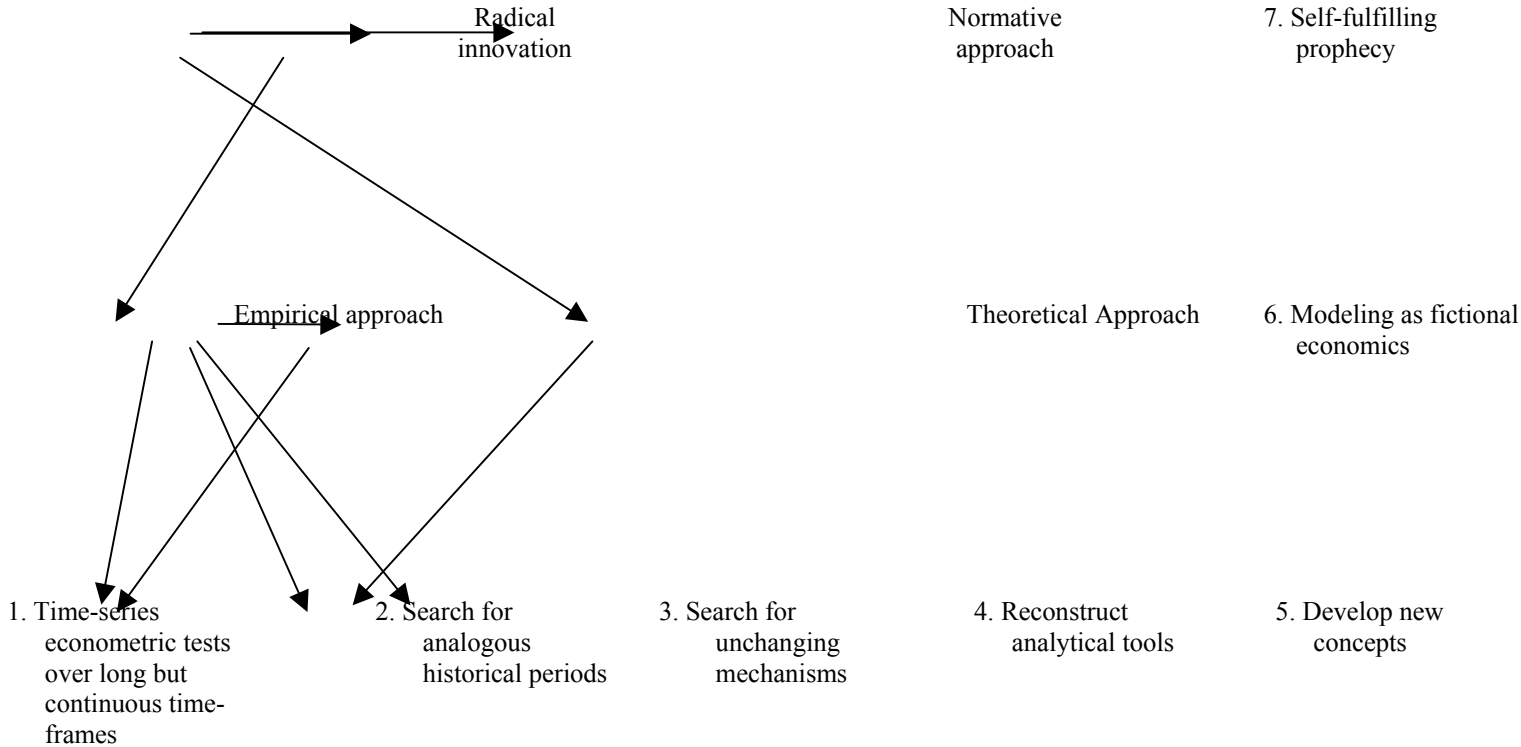 Radical
innovation
Normative
approach
7. Self-fulfilling
prophecy
Empirical approach
Theoretical Approach
6. Modeling as fictional
economics
1. Time-series
econometric tests
over long but
continuous time-
frames
2. Search for
analogous
historical periods
3. Search for
unchanging
mechanisms
4. Reconstruct
analytical tools
5. Develop new
concepts